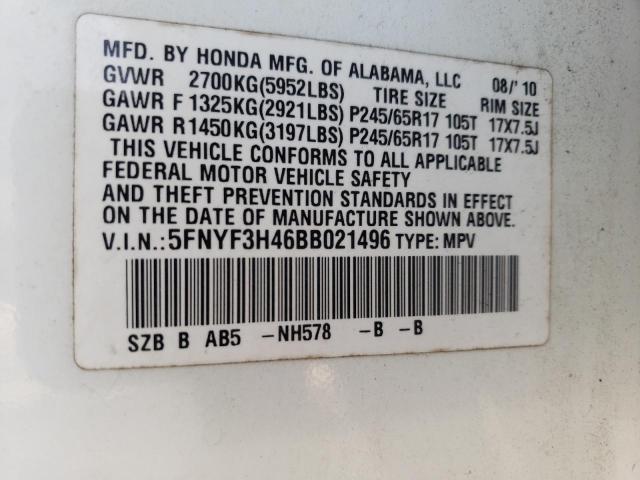 MFD. BY HONDA MFG. OF ALABAMA, LLC 08/'10
GVWR 2700KG(5952LBS) TIRE SIZE RIM SIZE
GAWR F 1325KG(2921LBS) P245/65R17 105T 17X7.5J
GAWR R 1450KG(3197LBS) P245/65R17 105T 17X7.5J
THIS VEHICLE CONFORMS TO ALL APPLICABLE
FEDERAL MOTOR VEHICLE SAFETY
AND THEFT PREVENTION STANDARDS IN EFFECT
ON THE DATE OF MANUFACTURE SHOWN ABOVE.
V.I.N.: 5FNYF3H46BB021496 TYPE: MPV
SZB B AB5 -NH578 -B -B